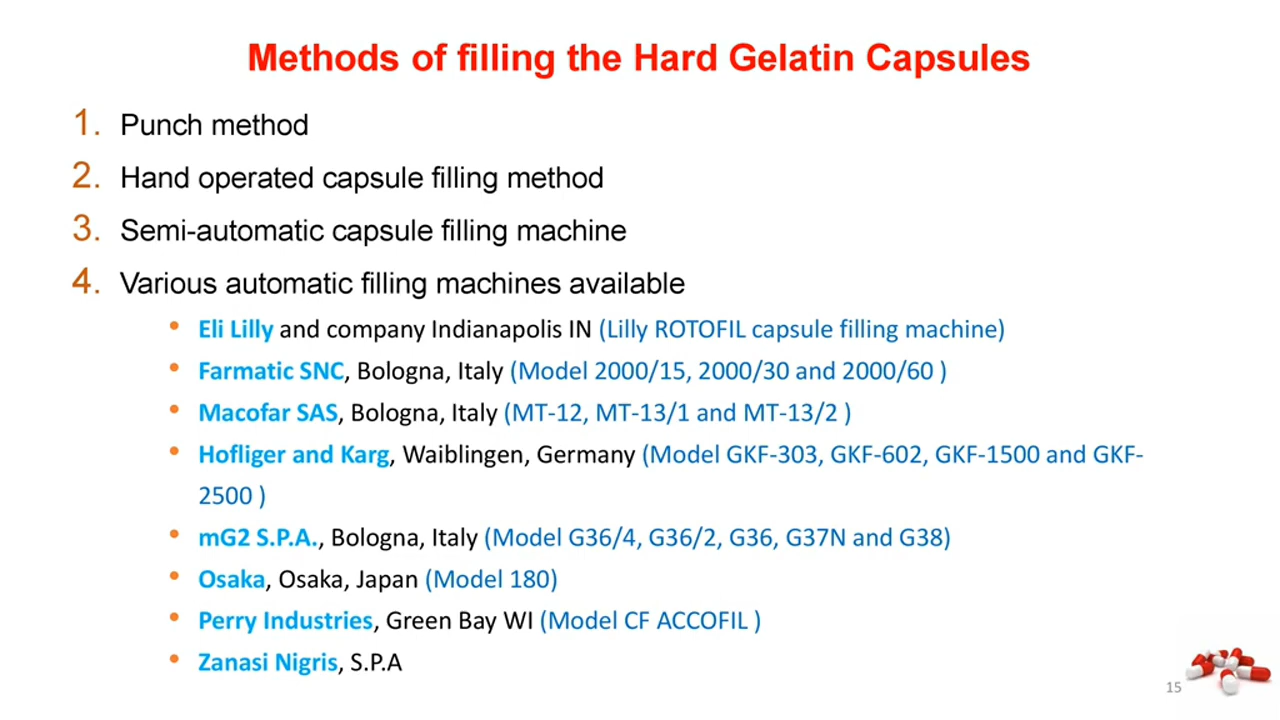 Methods of filling the Hard Gelatin Capsules
1. Punch method
2. Hand operated capsule filling method
3. Semi-automatic capsule filling machine
4. Various automatic filling machines available
• Eli Lilly and company Indianapolis IN (Lilly ROTOFIL capsule filling machine)
• Farmatic SNC, Bologna, Italy (Model 2000/15, 2000/30 and 2000/60 )
• Macofar SAS, Bologna, Italy (MT-12, MT-13/1 and MT-13/2 )
• Hofliger and Karg, Waiblingen, Germany (Model GKF-303, GKF-602, GKF-1500 and GKF-
2500 )
• mG2 S.P.A., Bologna, Italy (Model G36/4, G36/2, G36, G37N and G38)
• Osaka, Osaka, Japan (Model 180)
• Perry Industries, Green Bay WI (Model CF ACCOFIL )
• Zanasi Nigris, S.P.A
15